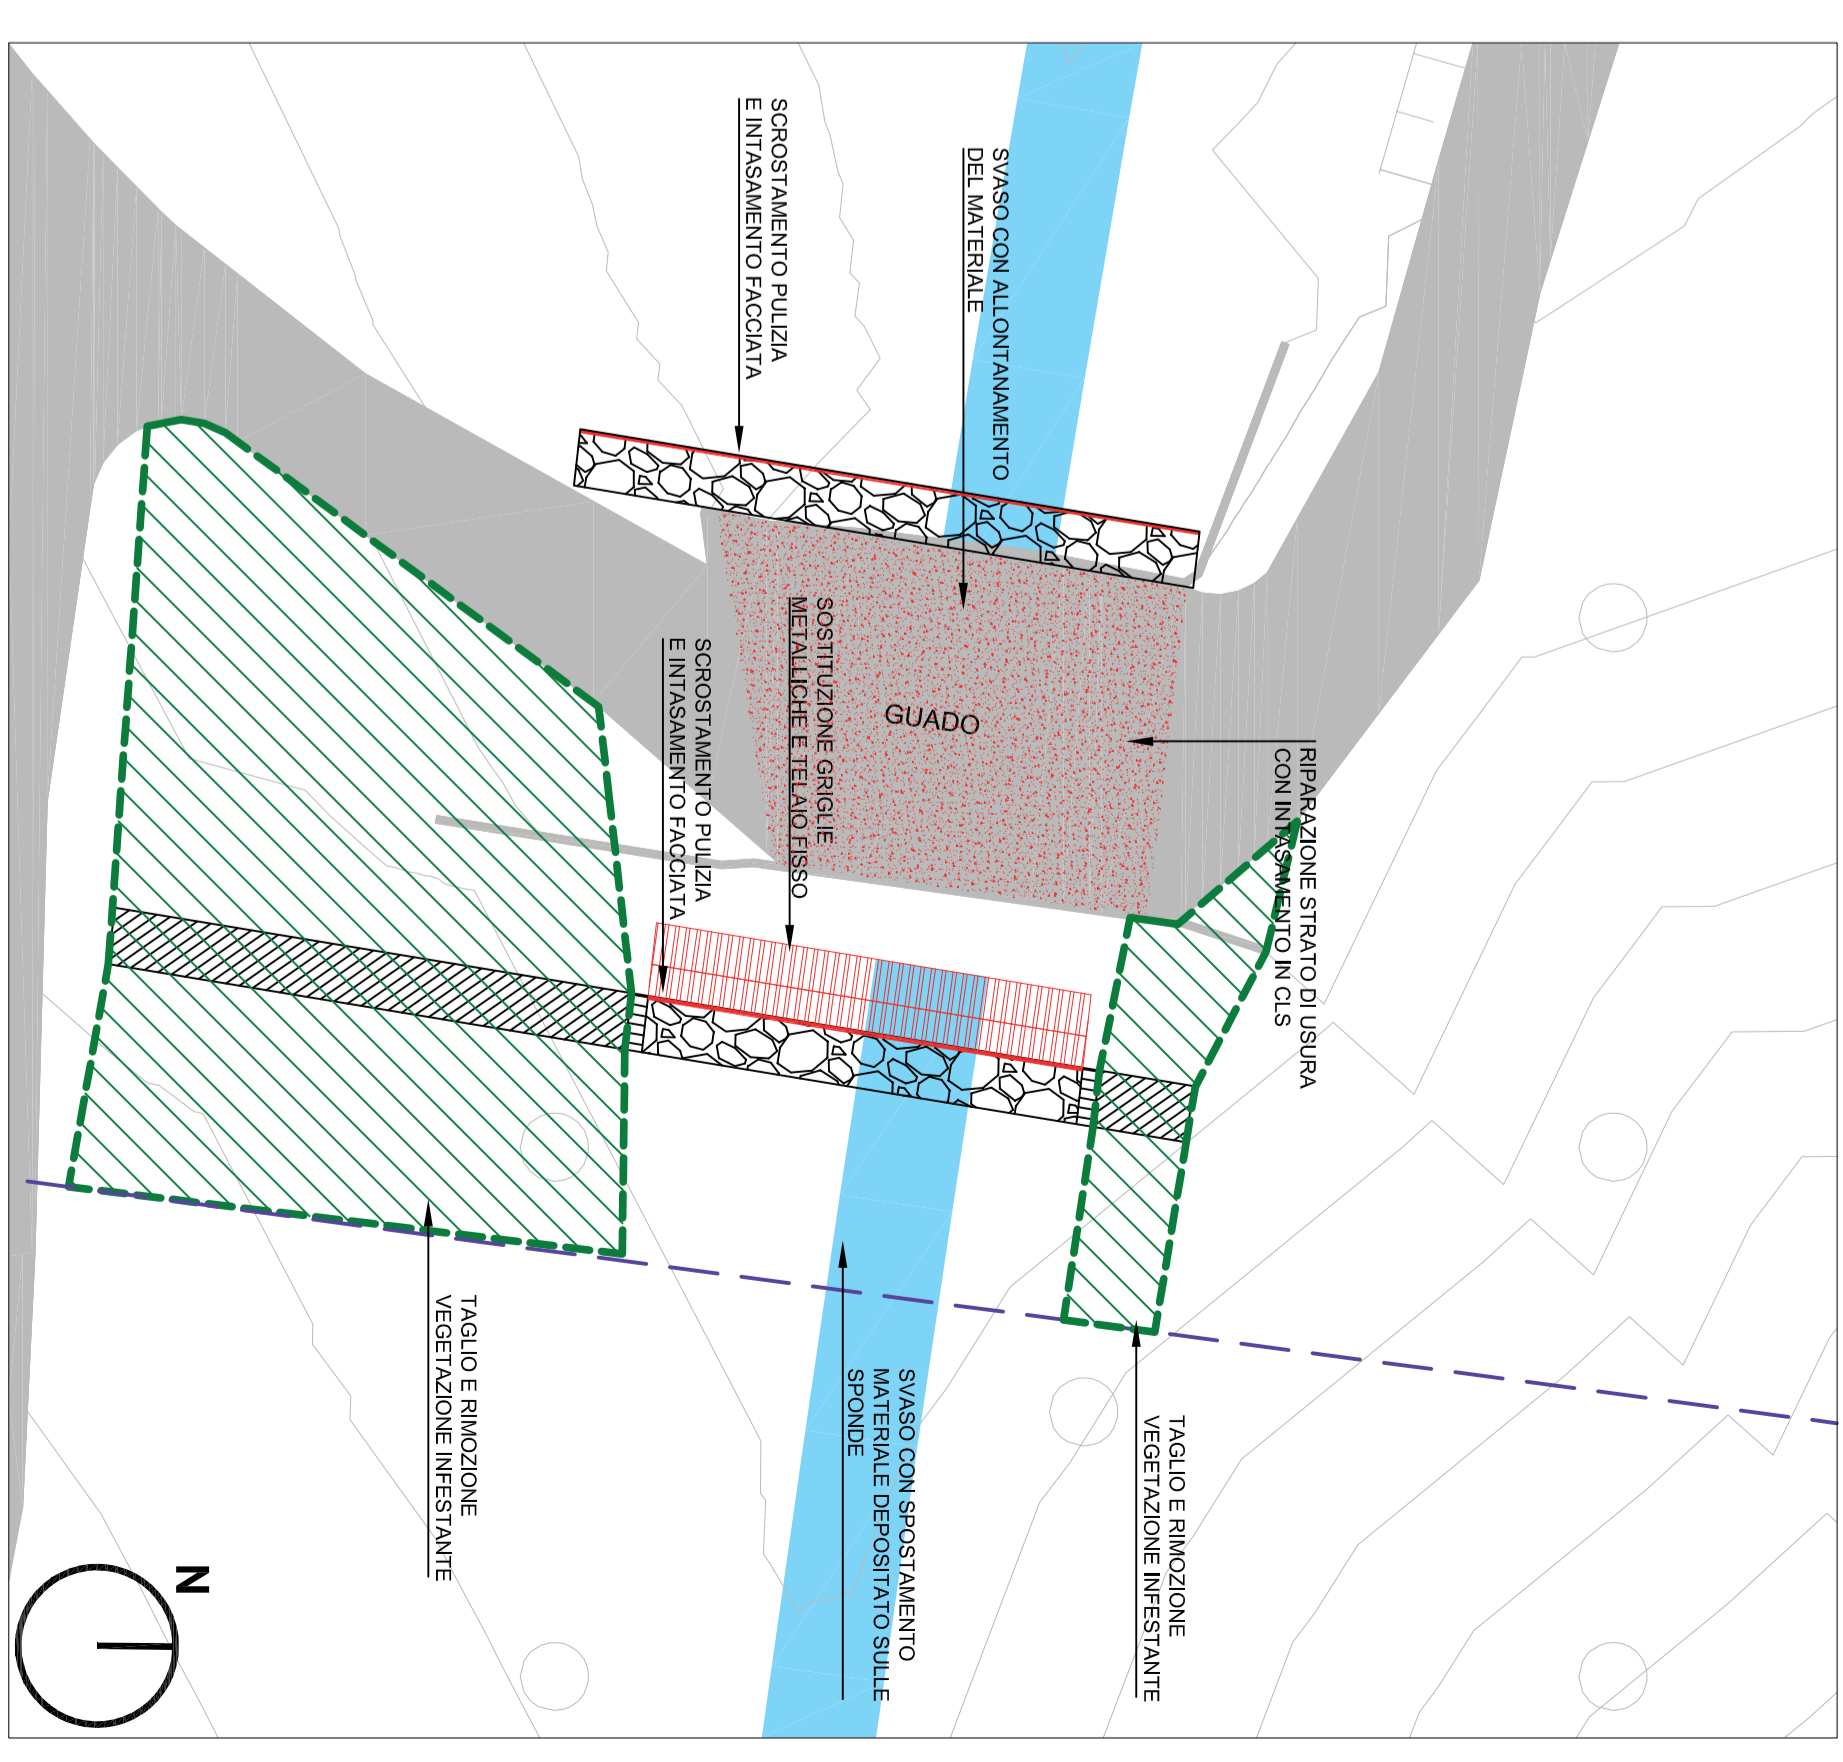 RIPARAZIONE STRATO DI USURA
CON INTASAMENTO IN CLS
TAGLIO E RIMOZIONE
VEGETAZIONE INFESTANTE
SVASO CON ALLONTANAMENTO
DEL MATERIALE
GUADO
SVASO CON SPOSTAMENTO
MATERIALE DEPOSITATO SULLE
SPONDE
SOSTITUZIONE GRIGLIE
METALLICHE E TELAIO FISSO
SCROSTAMENTO PULIZIA
E INTASAMENTO FACCIATA
SCROSTAMENTO PULIZIA
E INTASAMENTO FACCIATA
TAGLIO E RIMOZIONE
VEGETAZIONE INFESTANTE
N